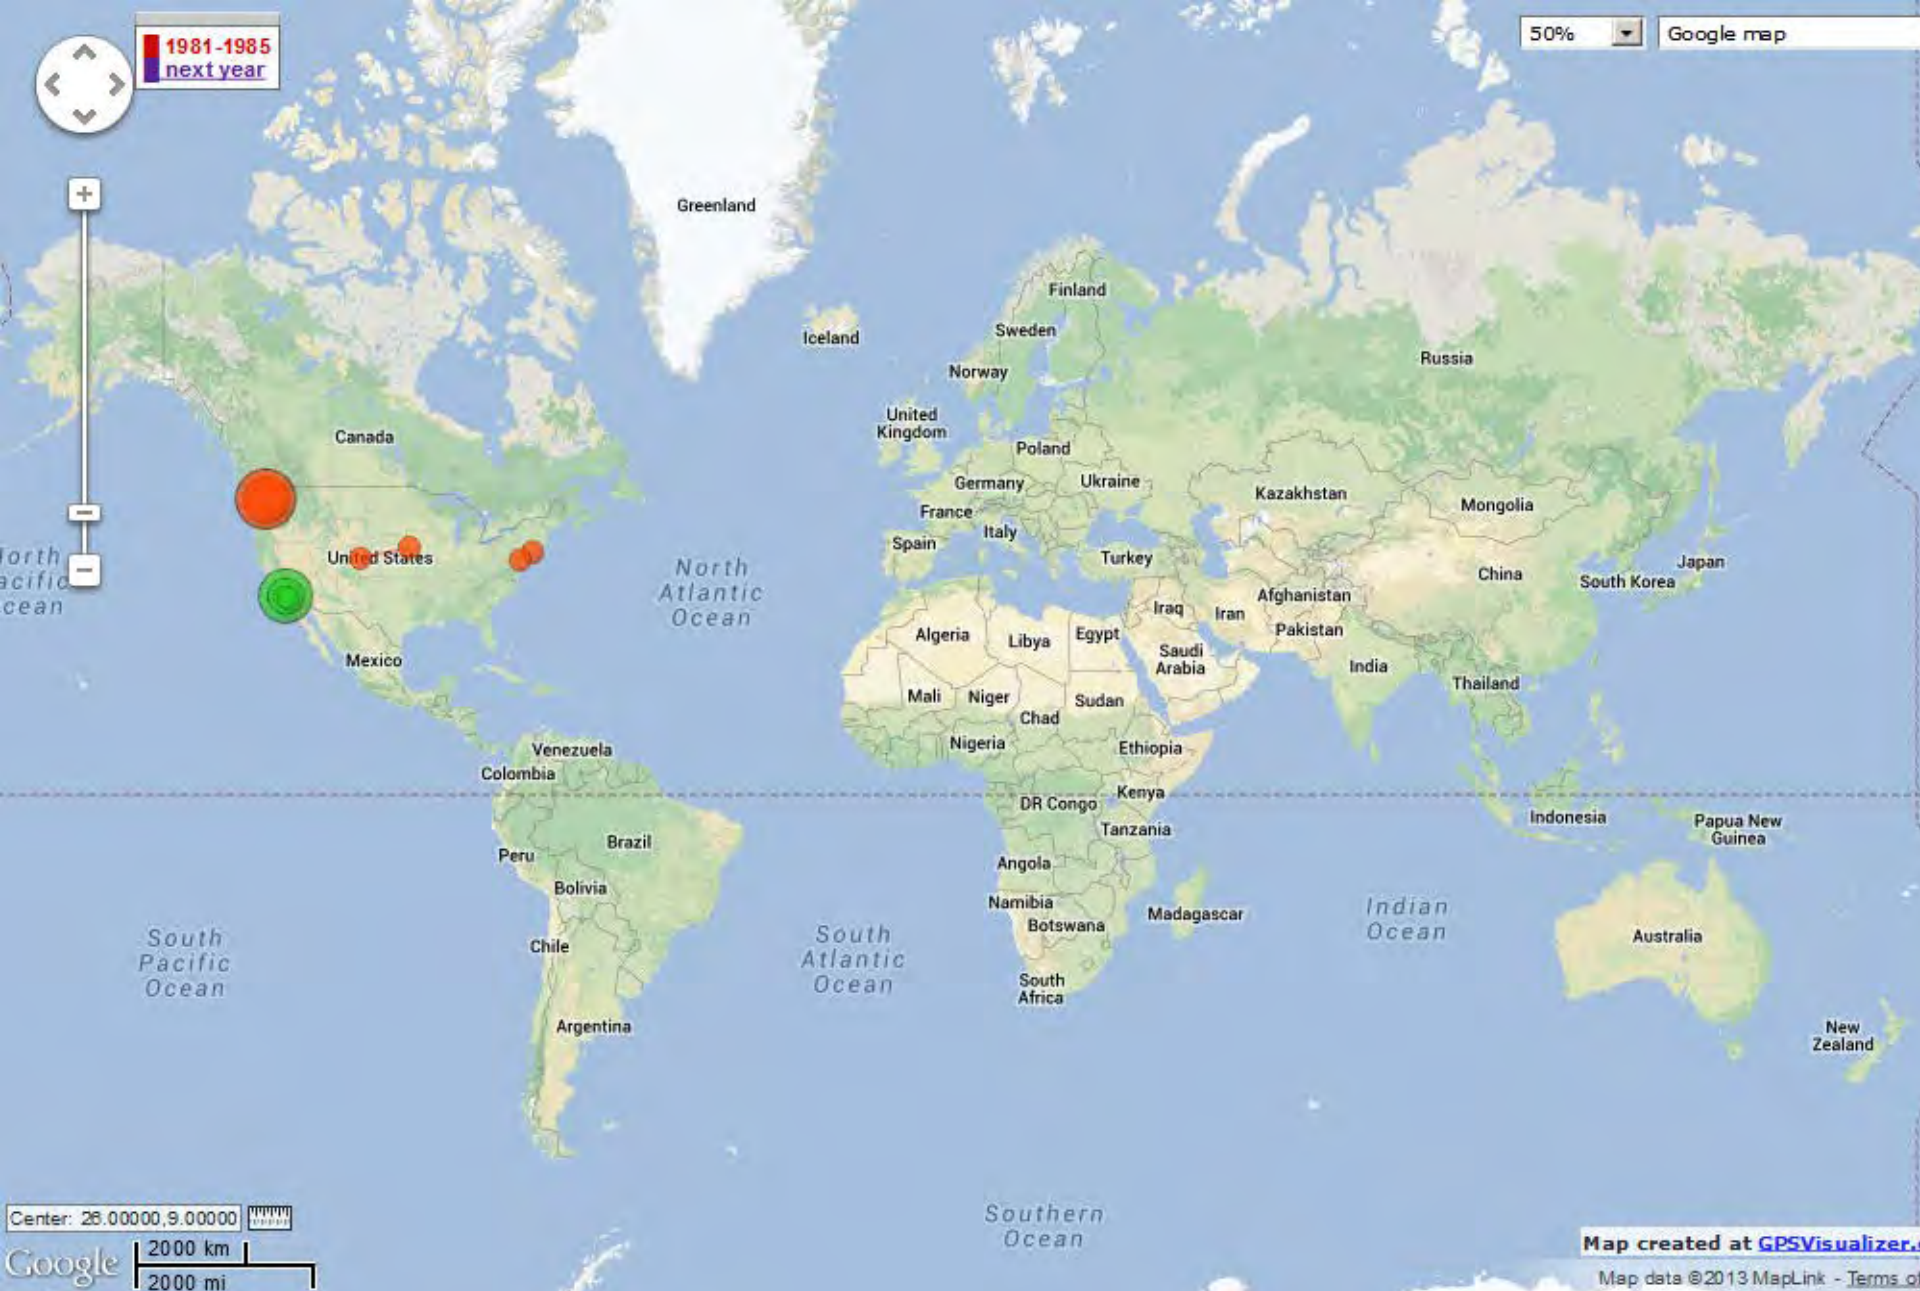 1981-1985
next year
50%
Google map
+
Greenland
Finland
Iceland
Sweden
Russia
Norway
United
Kingdom
Canada
Poland
Germany
Ukraine
Kazakhstan
Mongolia
France
Italy
Spain
United States
Turkey
North
Atlantic
Ocean
China
Japan
South Korea
Afghanistan
Iraq
Iran
Pakistan
Algeria
Libya
Egypt
Saudi
Arabia
Mexico
India
Thailand
Mali
Niger
Sudan
Chad
Nigeria
Ethiopia
Venezuela
Colombia
Kenya
DR Congo
Tanzania
Indonesia
Papua New
Guinea
Brazil
Peru
Angola
Bolivia
Namibia
Botswana
Madagascar
Indian
Ocean
Australia
Chile
South
Pacific
Ocean
South
Atlantic
Ocean
South
Africa
Argentina
New
Zealand
Southern
Ocean
Center: 26.00000,9.00000
Google
2000 km
2000 mi
Map created at GPSVisualizer.
Map data ©2013 MapLink - Terms of